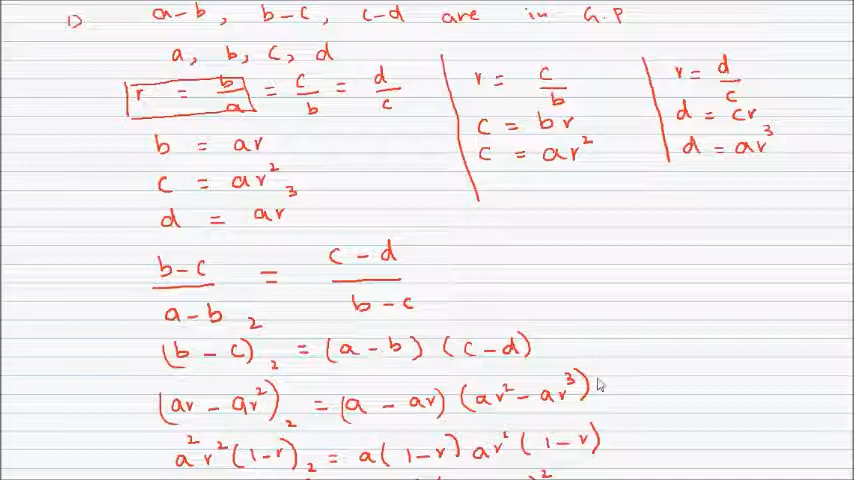 1) a-b, b-c, c-d are in G.P
a, b, c, d
r = b/a = c/b = d/c
b = ar
c = ar²
d = ar³
r = c/b
c = br
c = ar²
r = d/c
d = cr
d = ar³
b-c/a-b = c-d/b-c
(b-c)² = (a-b) (c-d)
(ar - ar²)² = (a - ar) (ar² - ar³)
a²r²(1-r)² = a(1-r) ar²(1-r)